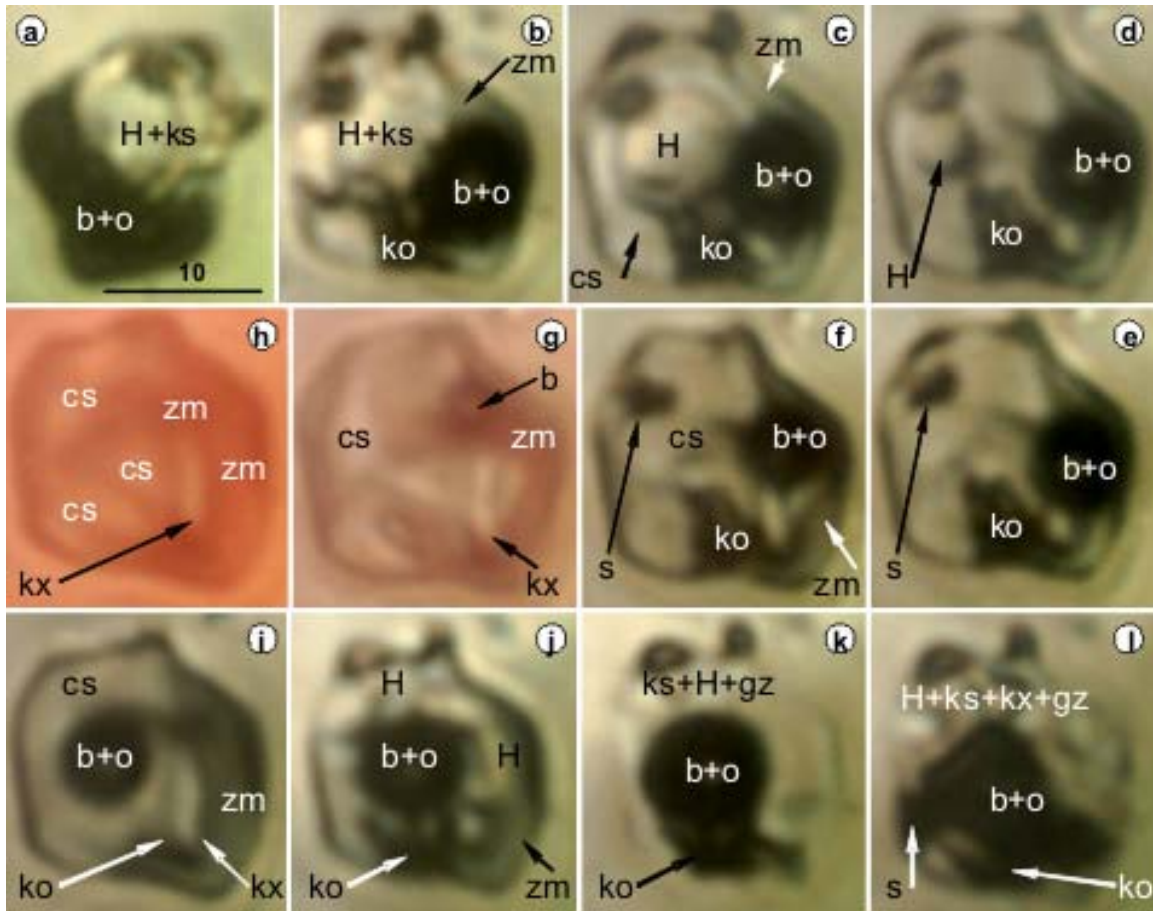 a
H+ks
b+o
10
b
zm
H+ks
b+o
ko
c
zm
H
b+o
ko
cs
d
b+o
ko
H
h
cs
zm
cs
zm
cs
kx
g
b
cs
zm
kx
f
cs
b+o
ko
s
zm
e
b+o
ko
s
i
cs
b+o
zm
ko
kx
j
H
b+o
H
ko
zm
k
ks+H+gz
b+o
ko
l
H+ks+kx+gz
b+o
s
ko